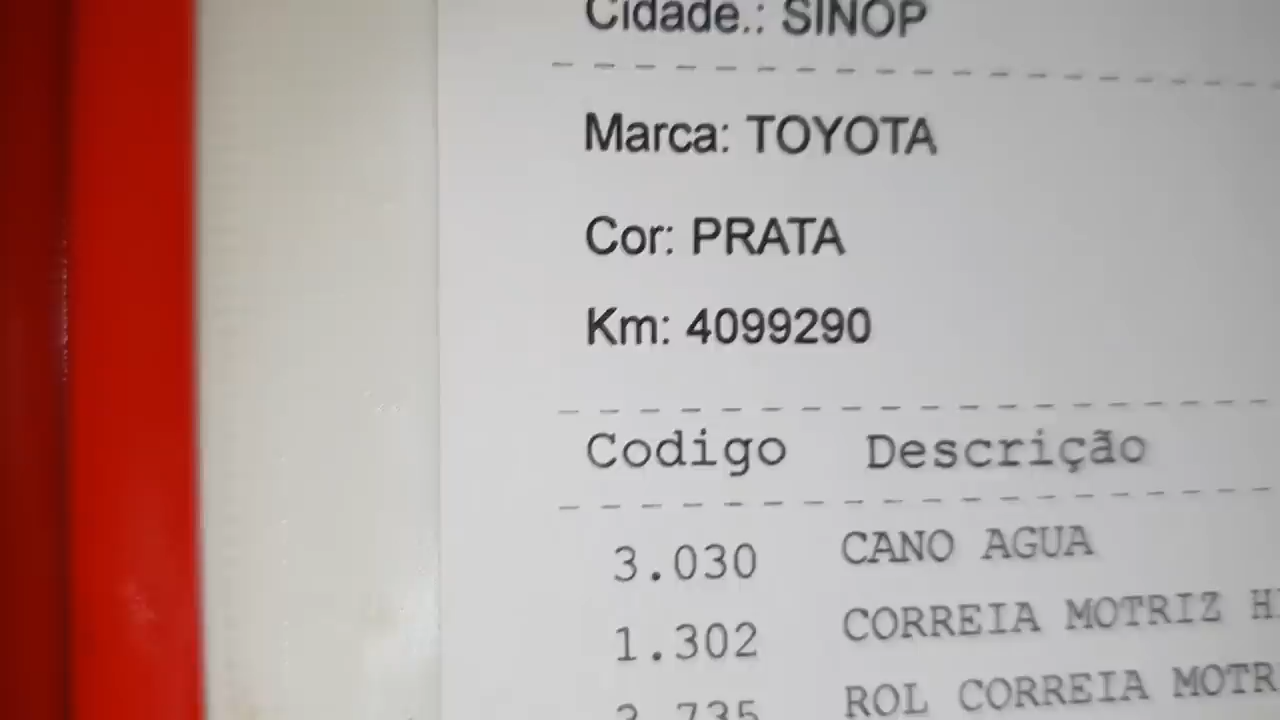 Cidade.: SINOP
Marca: TOYOTA
Cor: PRATA
Km: 4099290
Codigo Descrição
3.030 CANO AGUA
1.302 CORREIA MOTRIZ
ROL CORREIA